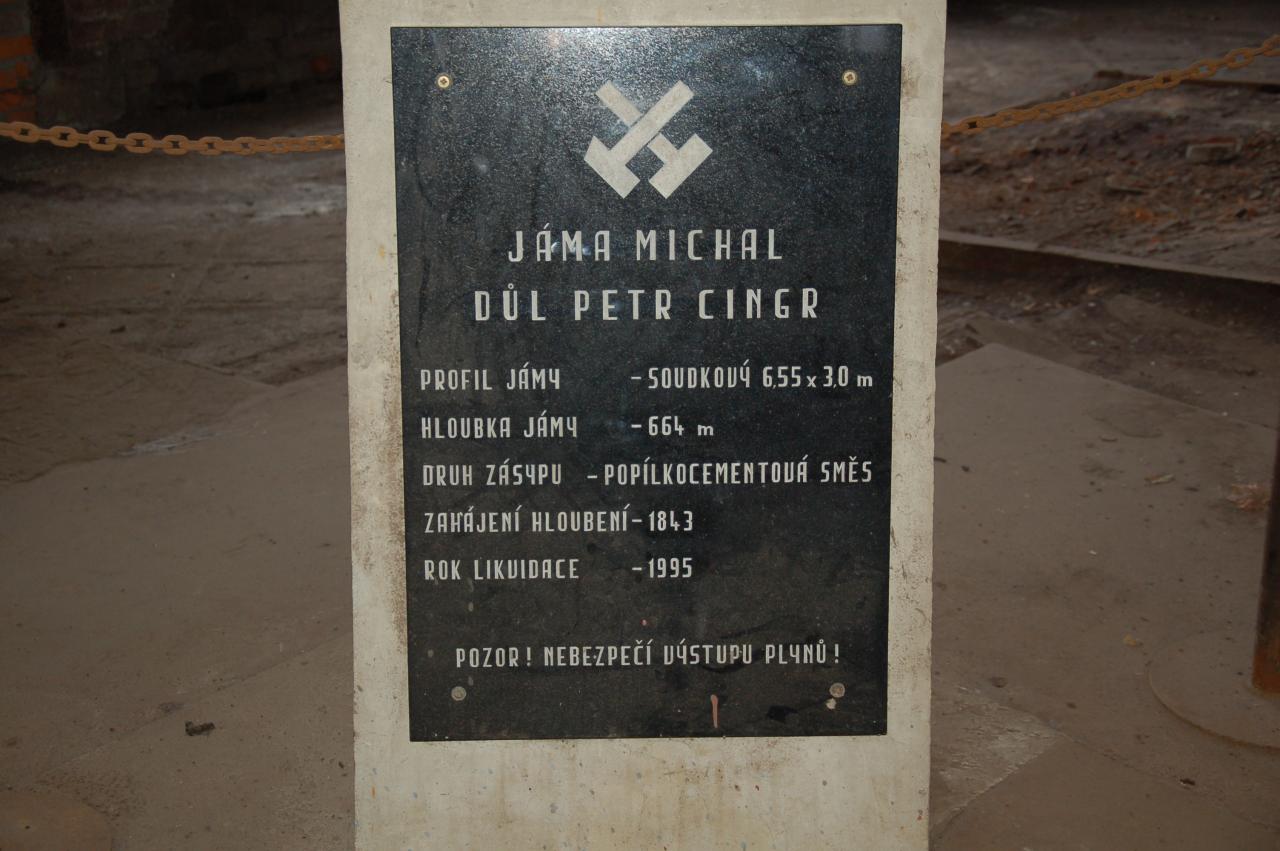 JÁMA MICHAL
DŮL PETR CINGR
PROFIL JÁMY - SOUDKOVÝ 6,55 x 3,0 m
HLOUBKA JÁMY - 664 m
DRUH ZÁSYPU - POPÍLKOCEMENTOVÁ SMĚS
ZAHÁJENÍ HLOUBENÍ - 1843
ROK LIKVIDACE - 1995
POZOR! NEBEZPEČÍ VÝSTUPU PLYNŮ!